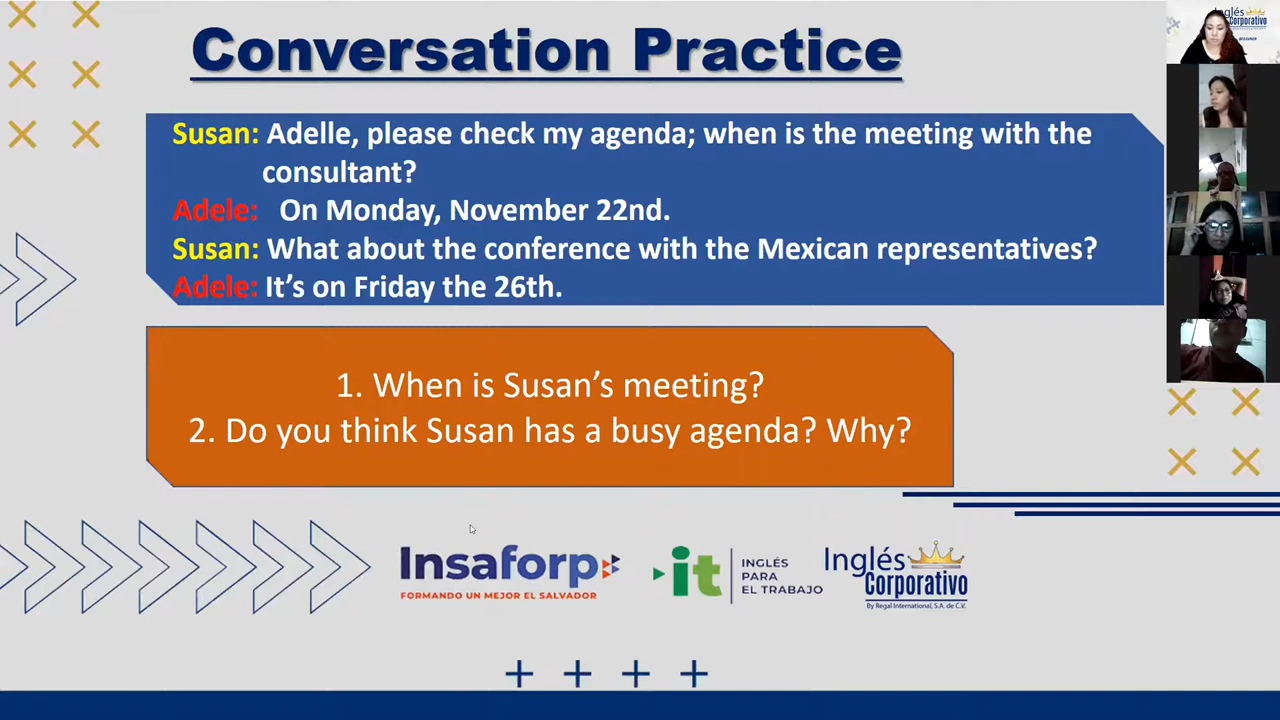 Conversation Practice
Susan: Adelle, please check my agenda; when is the meeting with the
consultant?
Adele: On Monday, November 22nd.
Susan: What about the conference with the Mexican representatives?
Adele: It's on Friday the 26th.
1. When is Susan's meeting?
2. Do you think Susan has a busy agenda? Why?
Insaforp
FORMANDO UN MEJOR EL SALVADOR
it
INGLÉS
PARA
EL TRABAJO
Inglés
Corporativo
By Regal International, S.A. de C.V.
Inglés
Corporativo